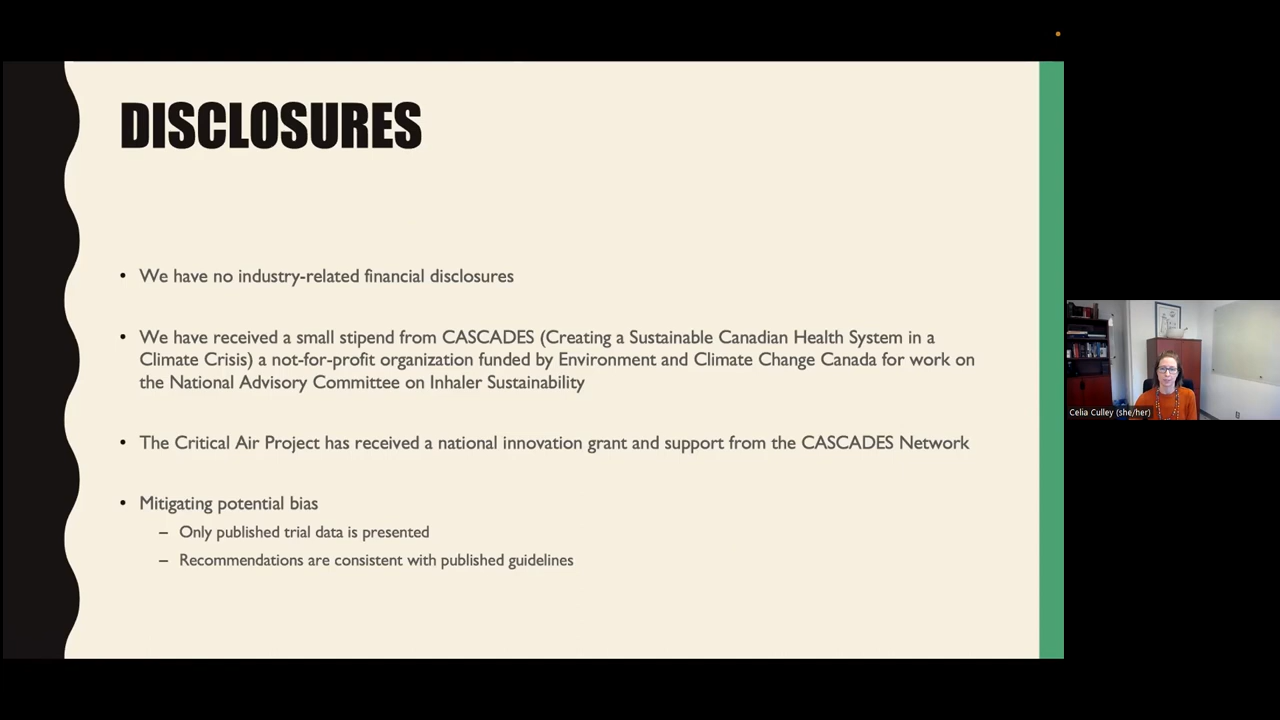 DISCLOSURES
• We have no industry-related financial disclosures
• We have received a small stipend from CASCADES (Creating a Sustainable Canadian Health System in a
Climate Crisis) a not-for-profit organization funded by Environment and Climate Change Canada for work on
the National Advisory Committee on Inhaler Sustainability
• The Critical Air Project has received a national innovation grant and support from the CASCADES Network
• Mitigating potential bias
– Only published trial data is presented
– Recommendations are consistent with published guidelines
Celia Culley (she/her)